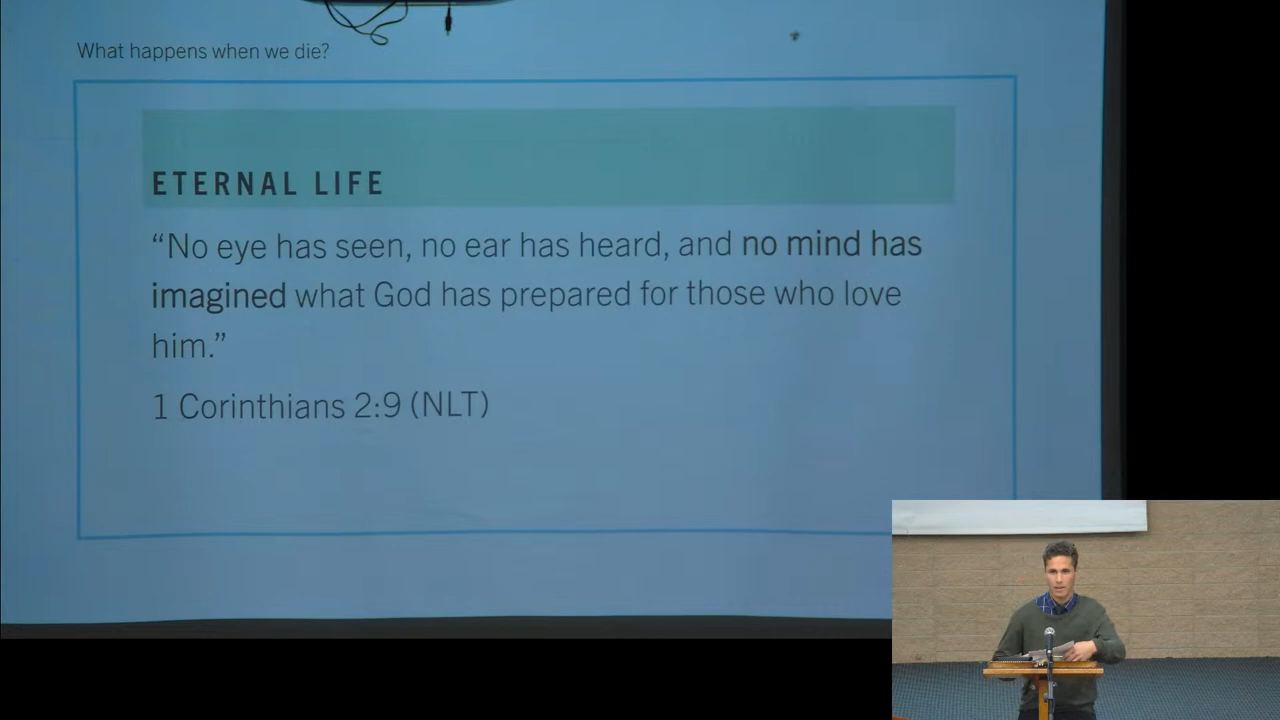 What happens when we die?
ETERNAL LIFE
“No eye has seen, no ear has heard, and no mind has
imagined what God has prepared for those who love
him.”
1 Corinthians 2:9 (NLT)